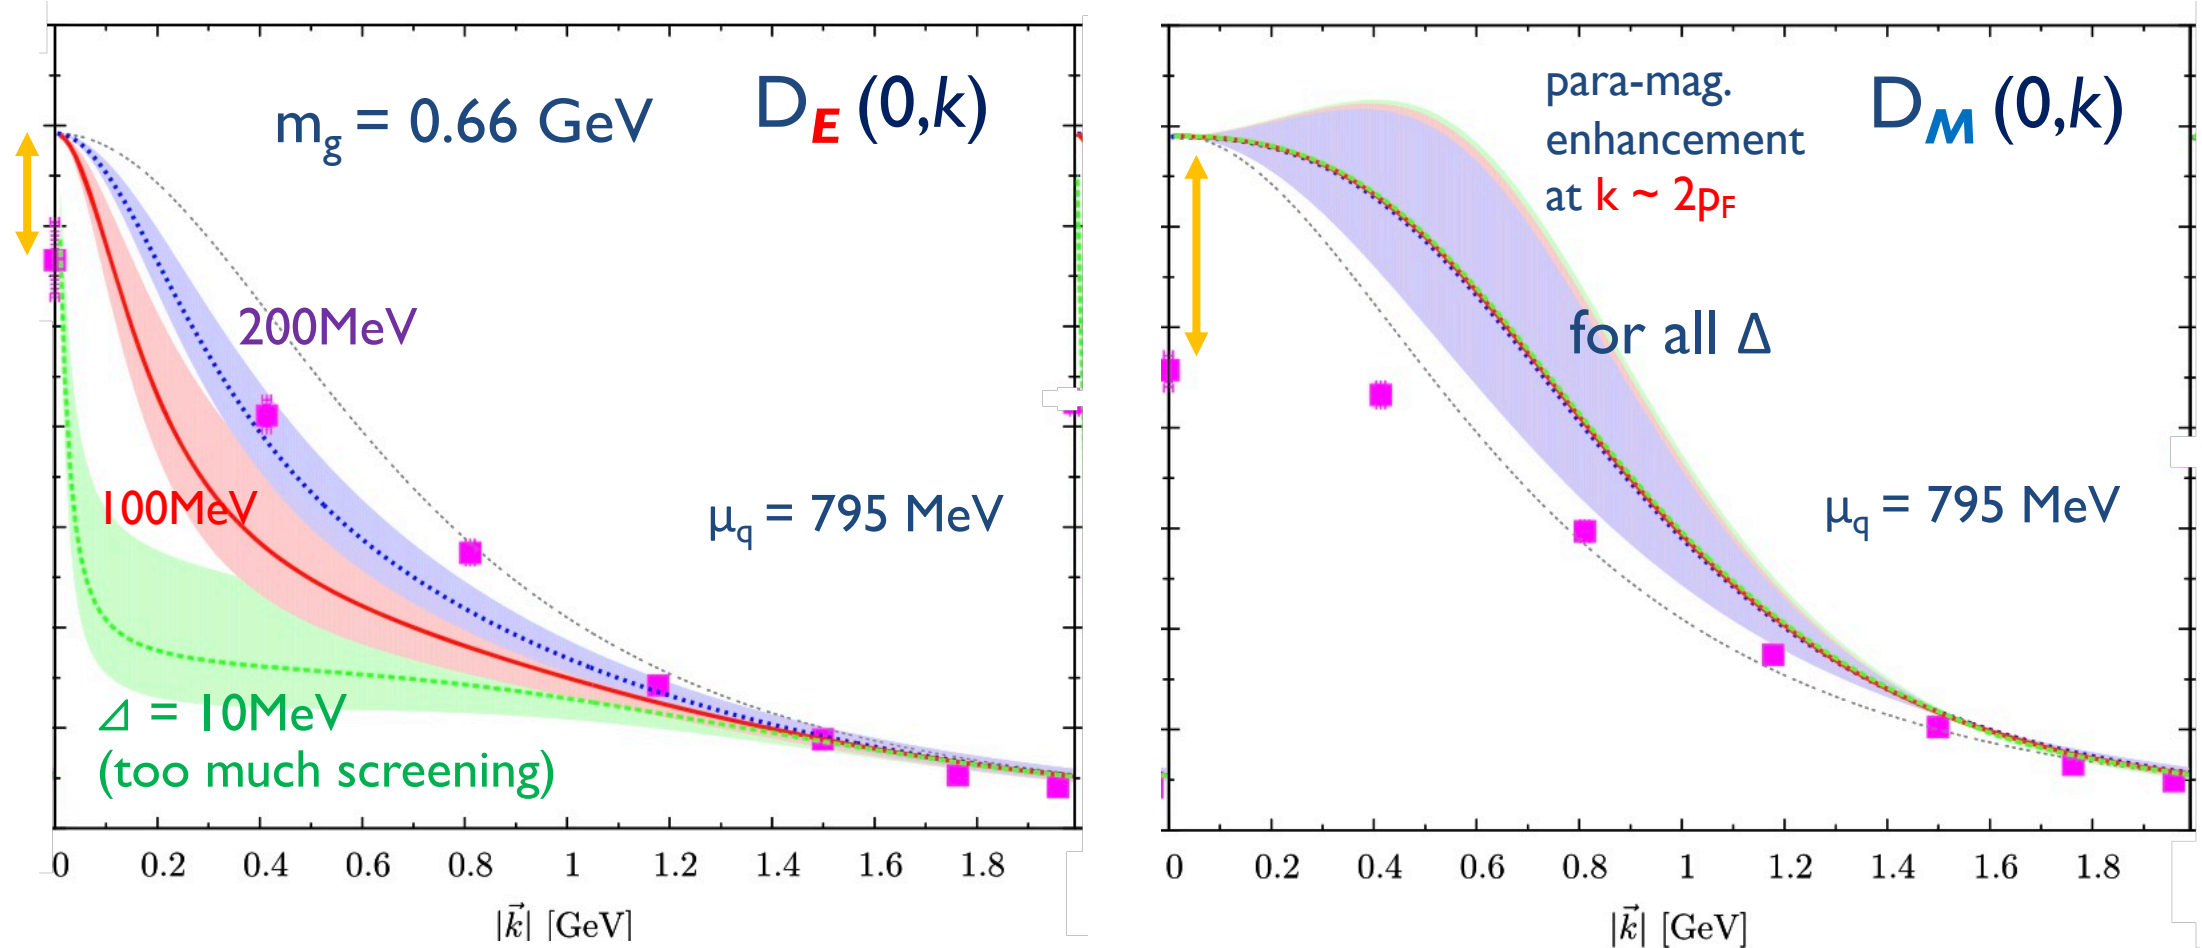 m_g = 0.66 GeV
D_E (0,k)
200MeV
100MeV
μ_q = 795 MeV
⊿ = 10MeV
(too much screening)
0 0.2 0.4 0.6 0.8 1 1.2 1.4 1.6 1.8
|k⃗| [GeV]
para-mag.
enhancement
at k ~ 2p_F
D_M (0,k)
for all Δ
μ_q = 795 MeV
0 0.2 0.4 0.6 0.8 1 1.2 1.4 1.6 1.8
|k⃗| [GeV]